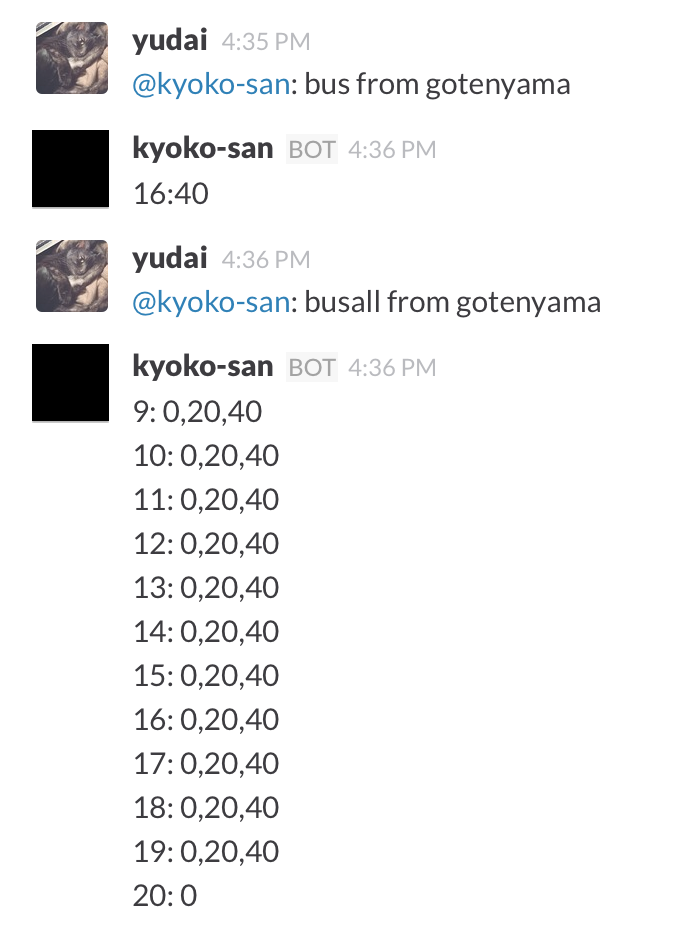 yudai 4:35 PM
@kyoko-san: bus from gotenyama
kyoko-san BOT 4:36 PM
16:40
yudai 4:36 PM
@kyoko-san: busall from gotenyama
kyoko-san BOT 4:36 PM
9: 0,20,40
10: 0,20,40
11: 0,20,40
12: 0,20,40
13: 0,20,40
14: 0,20,40
15: 0,20,40
16: 0,20,40
17: 0,20,40
18: 0,20,40
19: 0,20,40
20: 0